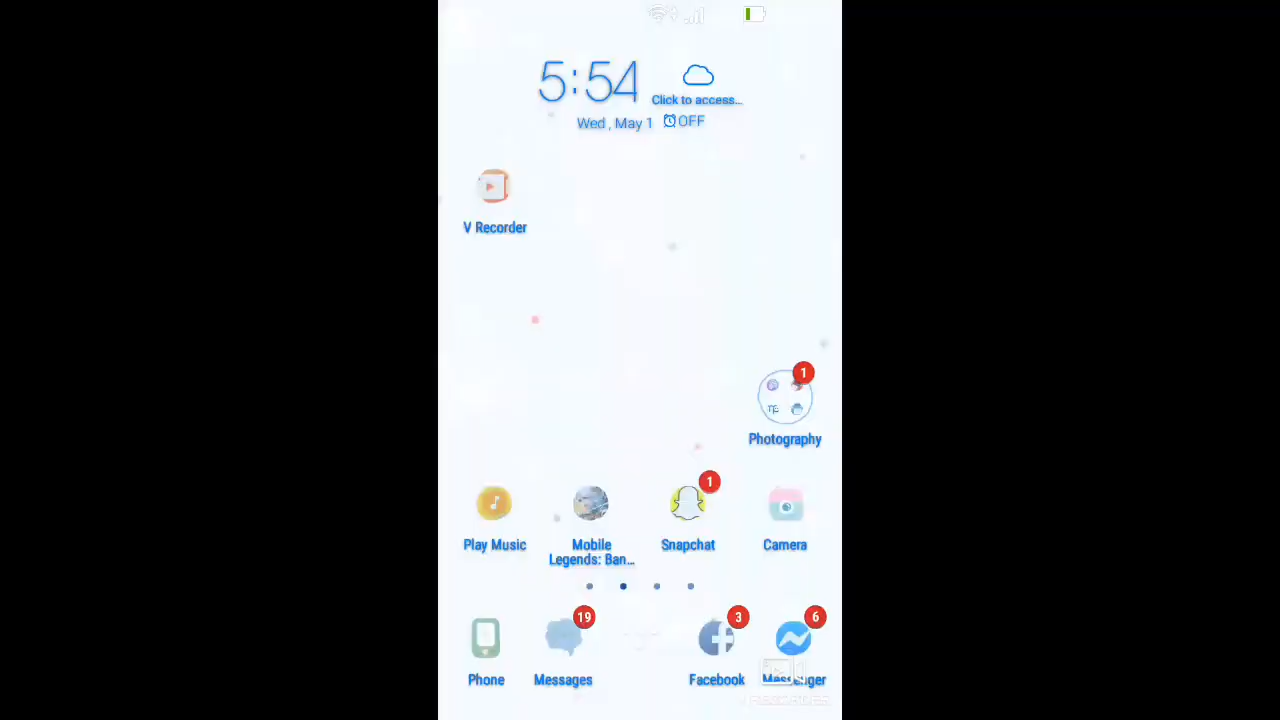 5:54
Click to access...
Wed , May 1 OFF
V Recorder
1
Photography
1
Play Music
Mobile
Legends: Ban...
Snapchat
Camera
19
3
6
Phone
Messages
Facebook
Messenger